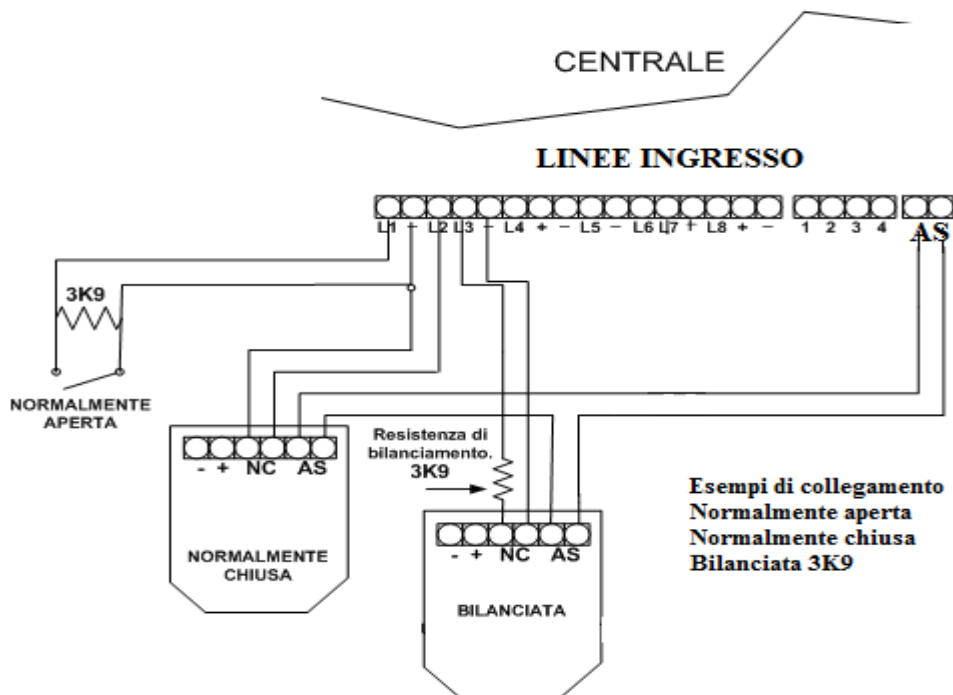 CENTRALE
LINEE INGRESSO
L1 - L2 L3 - L4 + - L5 - L6 L7 + L8 + - 1 2 3 4 AS
3K9
NORMALMENTE
APERTA
- + NC AS
NORMALMENTE
CHIUSA
Resistenza di
bilanciamento.
3K9
- + NC AS
BILANCIATA
Esempi di collegamento
Normalmente aperta
Normalmente chiusa
Bilanciata 3K9